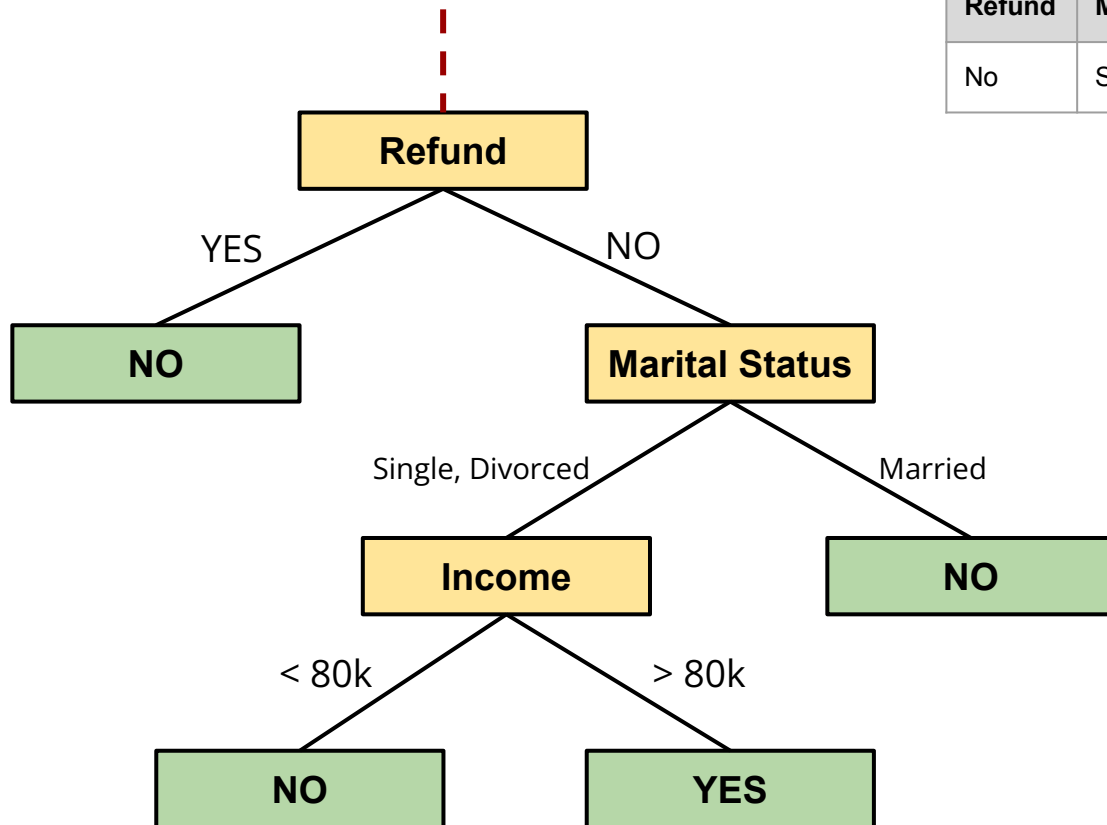 Refund
No
Refund
YES
NO
NO
Marital Status
Single, Divorced
Married
Income
NO
< 80k
> 80k
NO
YES